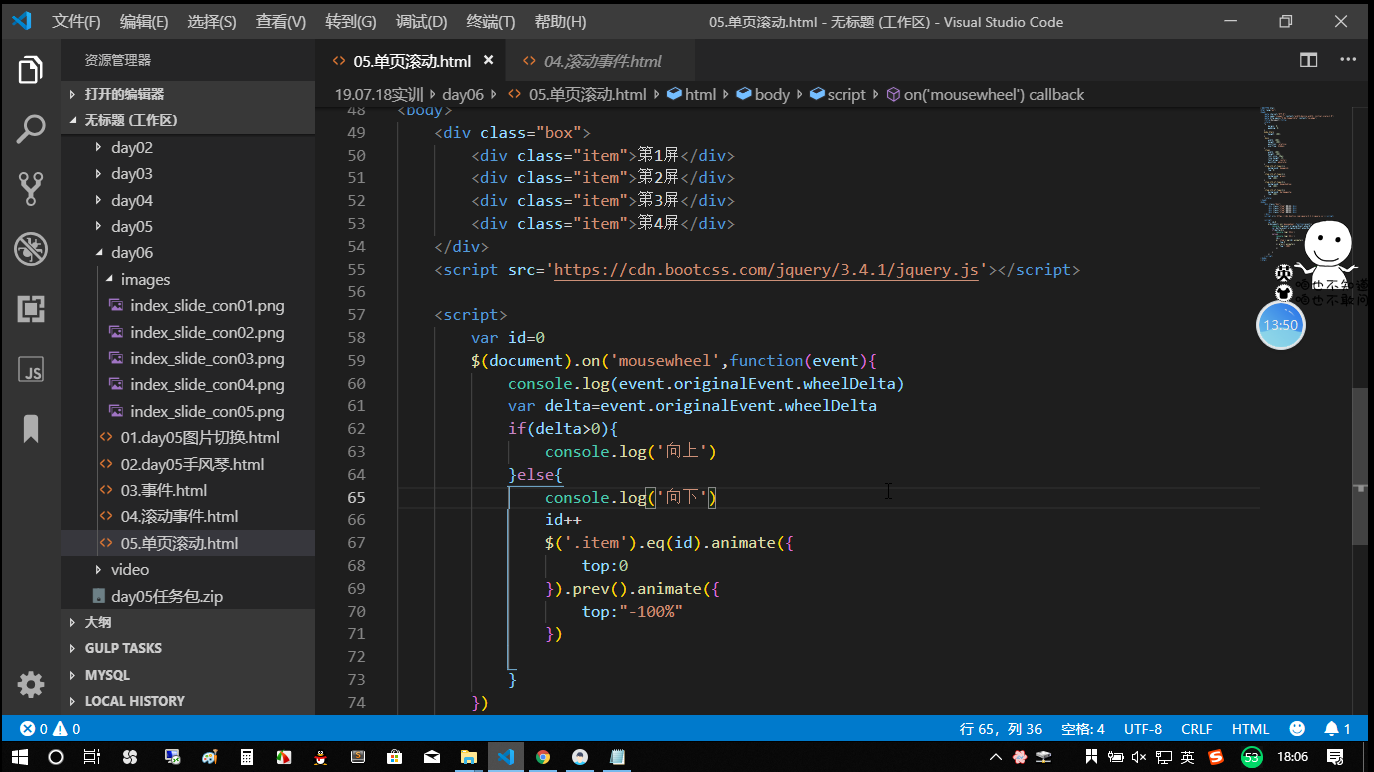 文件(F) 编辑(E) 选择(S) 查看(V) 转到(G) 调试(D) 终端(T) 帮助(H) 05.单页滚动.html - 无标题 (工作区) - Visual Studio Code
资源管理器
打开的编辑器
无标题 (工作区)
day02
day03
day04
day05
day06
images
index_slide_con01.png
index_slide_con02.png
index_slide_con03.png
index_slide_con04.png
index_slide_con05.png
01.day05图片切换.html
02.day05手风琴.html
03.事件.html
04.滚动事件.html
05.单页滚动.html
video
day05任务包.zip
大纲
GULP TASKS
MYSQL
LOCAL HISTORY
JS
05.单页滚动.html 04.滚动事件.html
19.07.18实训 day06 05.单页滚动.html html body script on('mousewheel') callback
48 <body>
49 <div class="box">
50 <div class="item">第1屏</div>
51 <div class="item">第2屏</div>
52 <div class="item">第3屏</div>
53 <div class="item">第4屏</div>
54 </div>
55 <script src='https://cdn.bootcss.com/jquery/3.4.1/jquery.js'></script>
56
57 <script>
58 var id=0
59 $(document).on('mousewheel',function(event){
60 console.log(event.originalEvent.wheelDelta)
61 var delta=event.originalEvent.wheelDelta
62 if(delta>0){
63 console.log('向上')
64 }else{
65 console.log('向下')
66 id++
67 $('.item').eq(id).animate({
68 top:0
69 }).prev().animate({
70 top:"-100%"
71 })
72
73 }
74 })
咱也不知道
咱也不敢问
13:50
0 0 行 65，列 36 空格: 4 UTF-8 CRLF HTML 1
英 53 18:06